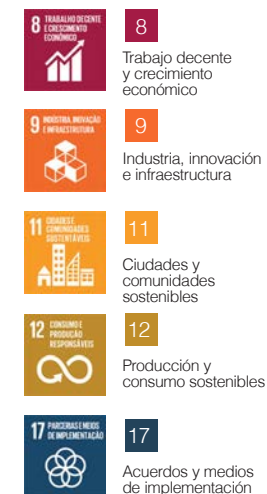 8 TRABALHO DECENTE
E CRESCIMENTO
ECONÔMICO
8
Trabajo decente
y crecimiento
económico
9 INDÚSTRIA, INOVAÇÃO
E INFRAESTRUTURA
9
Industria, innovación
e infraestructura
11 CIDADES E
COMUNIDADES
SUSTENTÁVEIS
11
Ciudades y
comunidades
sostenibles
12 CONSUMO E
PRODUÇÃO
RESPONSÁVEIS
12
Producción y
consumo sostenibles
17 PARCERIAS E MEIOS
DE IMPLEMENTAÇÃO
17
Acuerdos y medios
de implementación